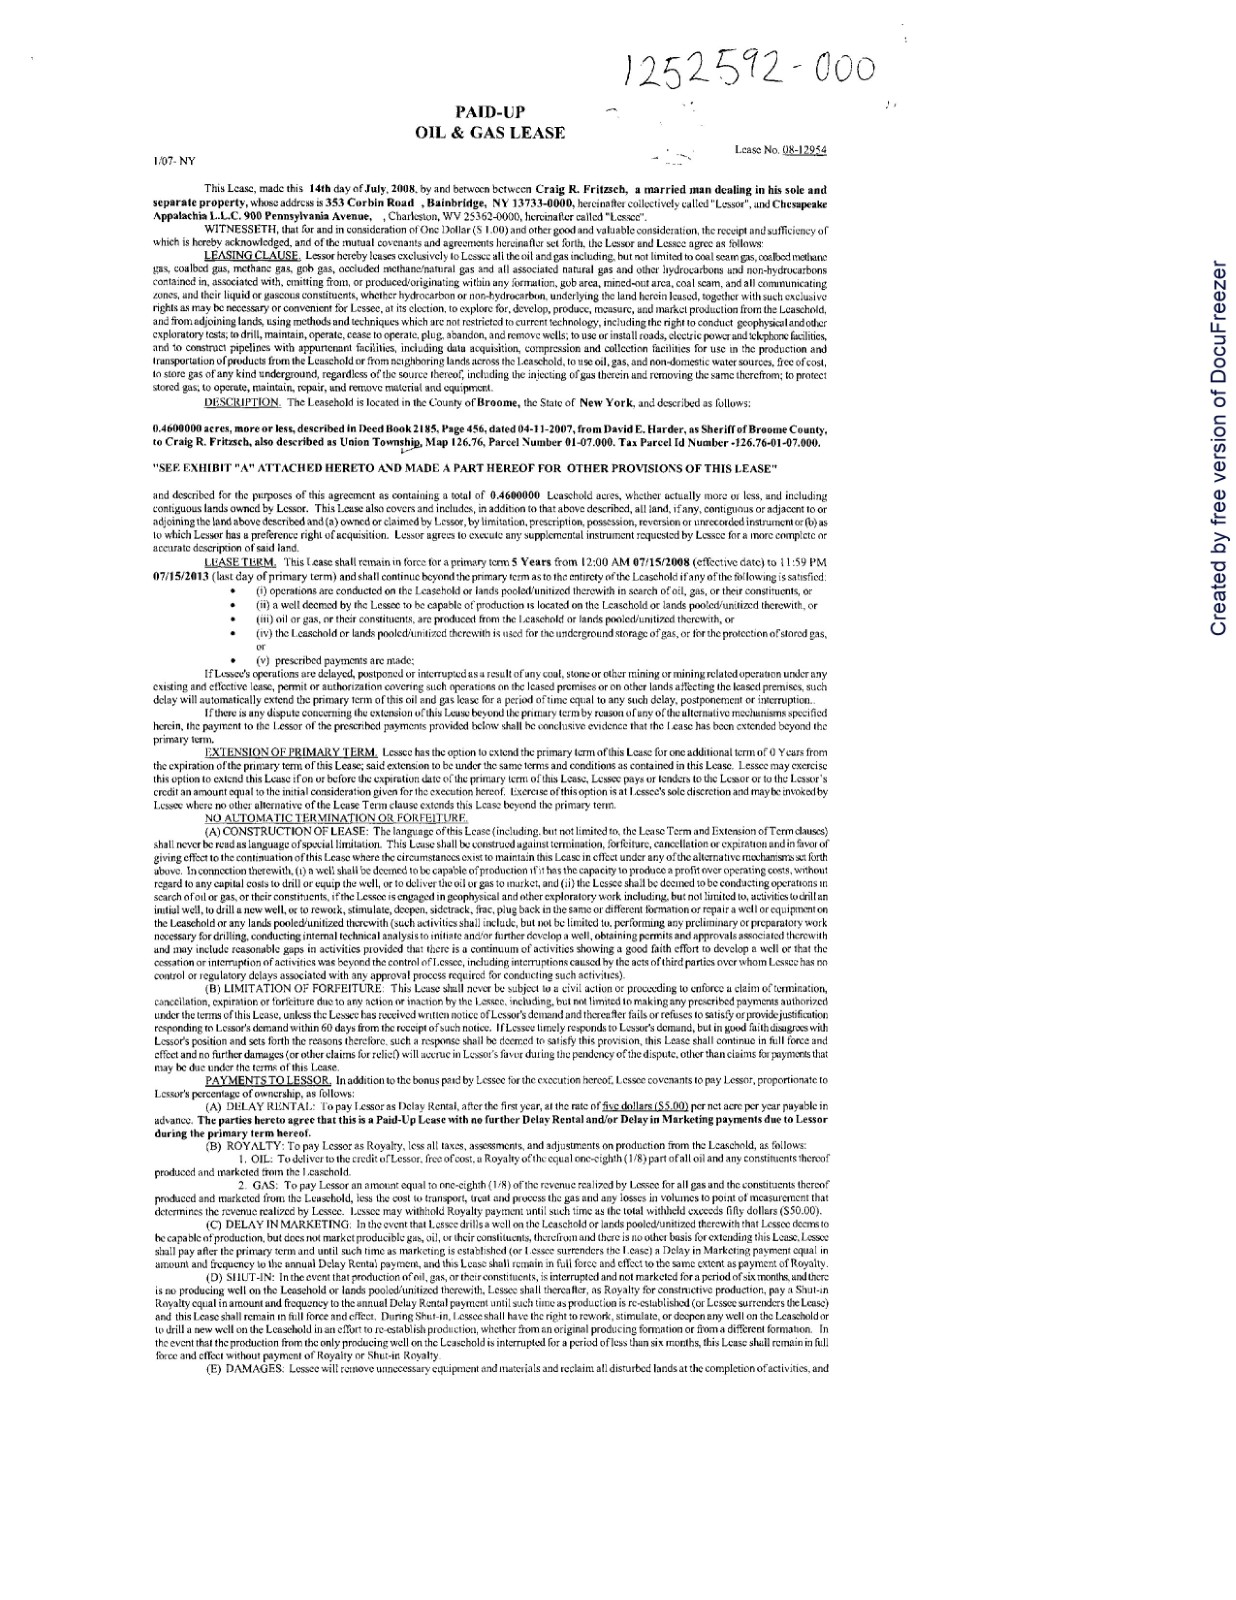 1252592-000
PAID-UP
OIL & GAS LEASE
Lease No. 08-12954
1/07- NY
This Lease, made this 14th day of July, 2008, by and between between Craig R. Fritzsch, a married man dealing in his sole and
separate property, whose address is 353 Corbin Road , Bainbridge, NY 13733-0000, hereinafter collectively called "Lessor", and Chesapeake
Appalachia L.L.C. 900 Pennsylvania Avenue, , Charleston, WV 25362-0000, hereinafter called "Lessee".
WITNESSETH, that for and in consideration of One Dollar ($ 1.00) and other good and valuable consideration, the receipt and sufficiency of
which is hereby acknowledged, and of the mutual covenants and agreements hereinafter set forth, the Lessor and Lessee agree as follows:
LEASING CLAUSE. Lessor hereby leases exclusively to Lessee all the oil and gas including, but not limited to coal seam gas, coalbed methane
gas, coalbed gas, methane gas, gob gas, occluded methane/natural gas and all associated natural gas and other hydrocarbons and non-hydrocarbons
contained in, associated with, emitting from, or produced/originating within any formation, gob area, mined-out area, coal seam, and all communicating
zones, and their liquid or gaseous constituents, whether hydrocarbon or non-hydrocarbon, underlying the land herein leased, together with such exclusive
rights as may be necessary or convenient for Lessee, at its election, to explore for, develop, produce, measure, and market production from the Leasehold,
and from adjoining lands, using methods and techniques which are not restricted to current technology, including the right to conduct geophysical and other
exploratory tests; to drill, maintain, operate, cease to operate, plug, abandon, and remove wells; to use or install roads, electric power and telephone facilities,
and to construct pipelines with appurtenant facilities, including data acquisition, compression and collection facilities for use in the production and
transportation of products from the Leasehold or from neighboring lands across the Leasehold, to use oil, gas, and non-domestic water sources, free of cost,
to store gas of any kind underground, regardless of the source thereof, including the injecting of gas therein and removing the same therefrom; to protect
stored gas; to operate, maintain, repair, and remove material and equipment.
DESCRIPTION. The Leasehold is located in the County of Broome, the State of New York, and described as follows:
0.4600000 acres, more or less, described in Deed Book 2185, Page 456, dated 04-11-2007, from David E. Harder, as Sheriff of Broome County,
to Craig R. Fritzsch, also described as Union Township, Map 126.76, Parcel Number 01-07.000. Tax Parcel Id Number -126.76-01-07.000.
"SEE EXHIBIT "A" ATTACHED HERETO AND MADE A PART HEREOF FOR OTHER PROVISIONS OF THIS LEASE"
and described for the purposes of this agreement as containing a total of 0.4600000 Leasehold acres, whether actually more or less, and including
contiguous lands owned by Lessor. This Lease also covers and includes, in addition to that above described, all land, if any, contiguous or adjacent to or
adjoining the land above described and (a) owned or claimed by Lessor, by limitation, prescription, possession, reversion or unrecorded instrument or (b) as
to which Lessor has a preference right of acquisition. Lessor agrees to execute any supplemental instrument requested by Lessee for a more complete or
accurate description of said land.
LEASE TERM. This Lease shall remain in force for a primary term 5 Years from 12:00 AM 07/15/2008 (effective date) to 11:59 PM
07/15/2013 (last day of primary term) and shall continue beyond the primary term as to the entirety of the Leasehold if any of the following is satisfied:
• (i) operations are conducted on the Leasehold or lands pooled/unitized therewith in search of oil, gas, or their constituents, or
• (ii) a well deemed by the Lessee to be capable of production is located on the Leasehold or lands pooled/unitized therewith, or
• (iii) oil or gas, or their constituents, are produced from the Leasehold or lands pooled/unitized therewith, or
• (iv) the Leasehold or lands pooled/unitized therewith is used for the underground storage of gas, or for the protection of stored gas,
or
• (v) prescribed payments are made;
If Lessee's operations are delayed, postponed or interrupted as a result of any coal, stone or other mining or mining related operation under any
existing and effective lease, permit or authorization covering such operations on the leased premises or on other lands affecting the leased premises, such
delay will automatically extend the primary term of this oil and gas lease for a period of time equal to any such delay, postponement or interruption..
If there is any dispute concerning the extension of this Lease beyond the primary term by reason of any of the alternative mechanisms specified
herein, the payment to the Lessor of the prescribed payments provided below shall be conclusive evidence that the Lease has been extended beyond the
primary term.
EXTENSION OF PRIMARY TERM. Lessee has the option to extend the primary term of this Lease for one additional term of 0 Years from
the expiration of the primary term of this Lease; said extension to be under the same terms and conditions as contained in this Lease. Lessee may exercise
this option to extend this Lease if on or before the expiration date of the primary term of this Lease, Lessee pays or tenders to the Lessor or to the Lessor's
credit an amount equal to the initial consideration given for the execution hereof. Exercise of this option is at Lessee's sole discretion and may be invoked by
Lessee where no other alternative of the Lease Term clause extends this Lease beyond the primary term.
NO AUTOMATIC TERMINATION OR FORFEITURE.
(A) CONSTRUCTION OF LEASE: The language of this Lease (including, but not limited to, the Lease Term and Extension of Term clauses)
shall never be read as language of special limitation. This Lease shall be construed against termination, forfeiture, cancellation or expiration and in favor of
giving effect to the continuation of this Lease where the circumstances exist to maintain this Lease in effect under any of the alternative mechanisms set forth
above. In connection therewith, (i) a well shall be deemed to be capable of production if it has the capacity to produce a profit over operating costs, without
regard to any capital costs to drill or equip the well, or to deliver the oil or gas to market, and (ii) the Lessee shall be deemed to be conducting operations in
search of oil or gas, or their constituents, if the Lessee is engaged in geophysical and other exploratory work including, but not limited to, activities to drill an
initial well, to drill a new well, or to rework, stimulate, deepen, sidetrack, frac, plug back in the same or different formation or repair a well or equipment on
the Leasehold or any lands pooled/unitized therewith (such activities shall include, but not be limited to, performing any preliminary or preparatory work
necessary for drilling, conducting internal technical analysis to initiate and/or further develop a well, obtaining permits and approvals associated therewith
and may include reasonable gaps in activities provided that there is a continuum of activities showing a good faith effort to develop a well or that the
cessation or interruption of activities was beyond the control of Lessee, including interruptions caused by the acts of third parties over whom Lessee has no
control or regulatory delays associated with any approval process required for conducting such activities).
(B) LIMITATION OF FORFEITURE: This Lease shall never be subject to a civil action or proceeding to enforce a claim of termination,
cancellation, expiration or forfeiture due to any action or inaction by the Lessee, including, but not limited to making any prescribed payments authorized
under the terms of this Lease, unless the Lessee has received written notice of Lessor's demand and thereafter fails or refuses to satisfy or provide justification
responding to Lessor's demand within 60 days from the receipt of such notice. If Lessee timely responds to Lessor's demand, but in good faith disagrees with
Lessor's position and sets forth the reasons therefore, such a response shall be deemed to satisfy this provision, this Lease shall continue in full force and
effect and no further damages (or other claims for relief) will accrue in Lessor's favor during the pendency of the dispute, other than claims for payments that
may be due under the terms of this Lease.
PAYMENTS TO LESSOR. In addition to the bonus paid by Lessee for the execution hereof, Lessee covenants to pay Lessor, proportionate to
Lessor's percentage of ownership, as follows:
(A) DELAY RENTAL: To pay Lessor as Delay Rental, after the first year, at the rate of five dollars ($5.00) per net acre per year payable in
advance. The parties hereto agree that this is a Paid-Up Lease with no further Delay Rental and/or Delay in Marketing payments due to Lessor
during the primary term hereof.
(B) ROYALTY: To pay Lessor as Royalty, less all taxes, assessments, and adjustments on production from the Leasehold, as follows:
1. OIL: To deliver to the credit of Lessor, free of cost, a Royalty of the equal one-eighth (1/8) part of all oil and any constituents thereof
produced and marketed from the Leasehold.
2. GAS: To pay Lessor an amount equal to one-eighth (1/8) of the revenue realized by Lessee for all gas and the constituents thereof
produced and marketed from the Leasehold, less the cost to transport, treat and process the gas and any losses in volumes to point of measurement that
determines the revenue realized by Lessee. Lessee may withhold Royalty payment until such time as the total withheld exceeds fifty dollars ($50.00).
(C) DELAY IN MARKETING: In the event that Lessee drills a well on the Leasehold or lands pooled/unitized therewith that Lessee deems to
be capable of production, but does not market producible gas, oil, or their constituents, therefrom and there is no other basis for extending this Lease, Lessee
shall pay after the primary term and until such time as marketing is established (or Lessee surrenders the Lease) a Delay in Marketing payment equal in
amount and frequency to the annual Delay Rental payment, and this Lease shall remain in full force and effect to the same extent as payment of Royalty.
(D) SHUT-IN: In the event that production of oil, gas, or their constituents, is interrupted and not marketed for a period of six months, and there
is no producing well on the Leasehold or lands pooled/unitized therewith, Lessee shall thereafter, as Royalty for constructive production, pay a Shut-in
Royalty equal in amount and frequency to the annual Delay Rental payment until such time as production is re-established (or Lessee surrenders the Lease)
and this Lease shall remain in full force and effect. During Shut-in, Lessee shall have the right to rework, stimulate, or deepen any well on the Leasehold or
to drill a new well on the Leasehold in an effort to re-establish production, whether from an original producing formation or from a different formation. In
the event that the production from the only producing well on the Leasehold is interrupted for a period of less than six months, this Lease shall remain in full
force and effect without payment of Royalty or Shut-in Royalty.
(E) DAMAGES: Lessee will remove unnecessary equipment and materials and reclaim all disturbed lands at the completion of activities, and
Created by free version of DocuFreezer